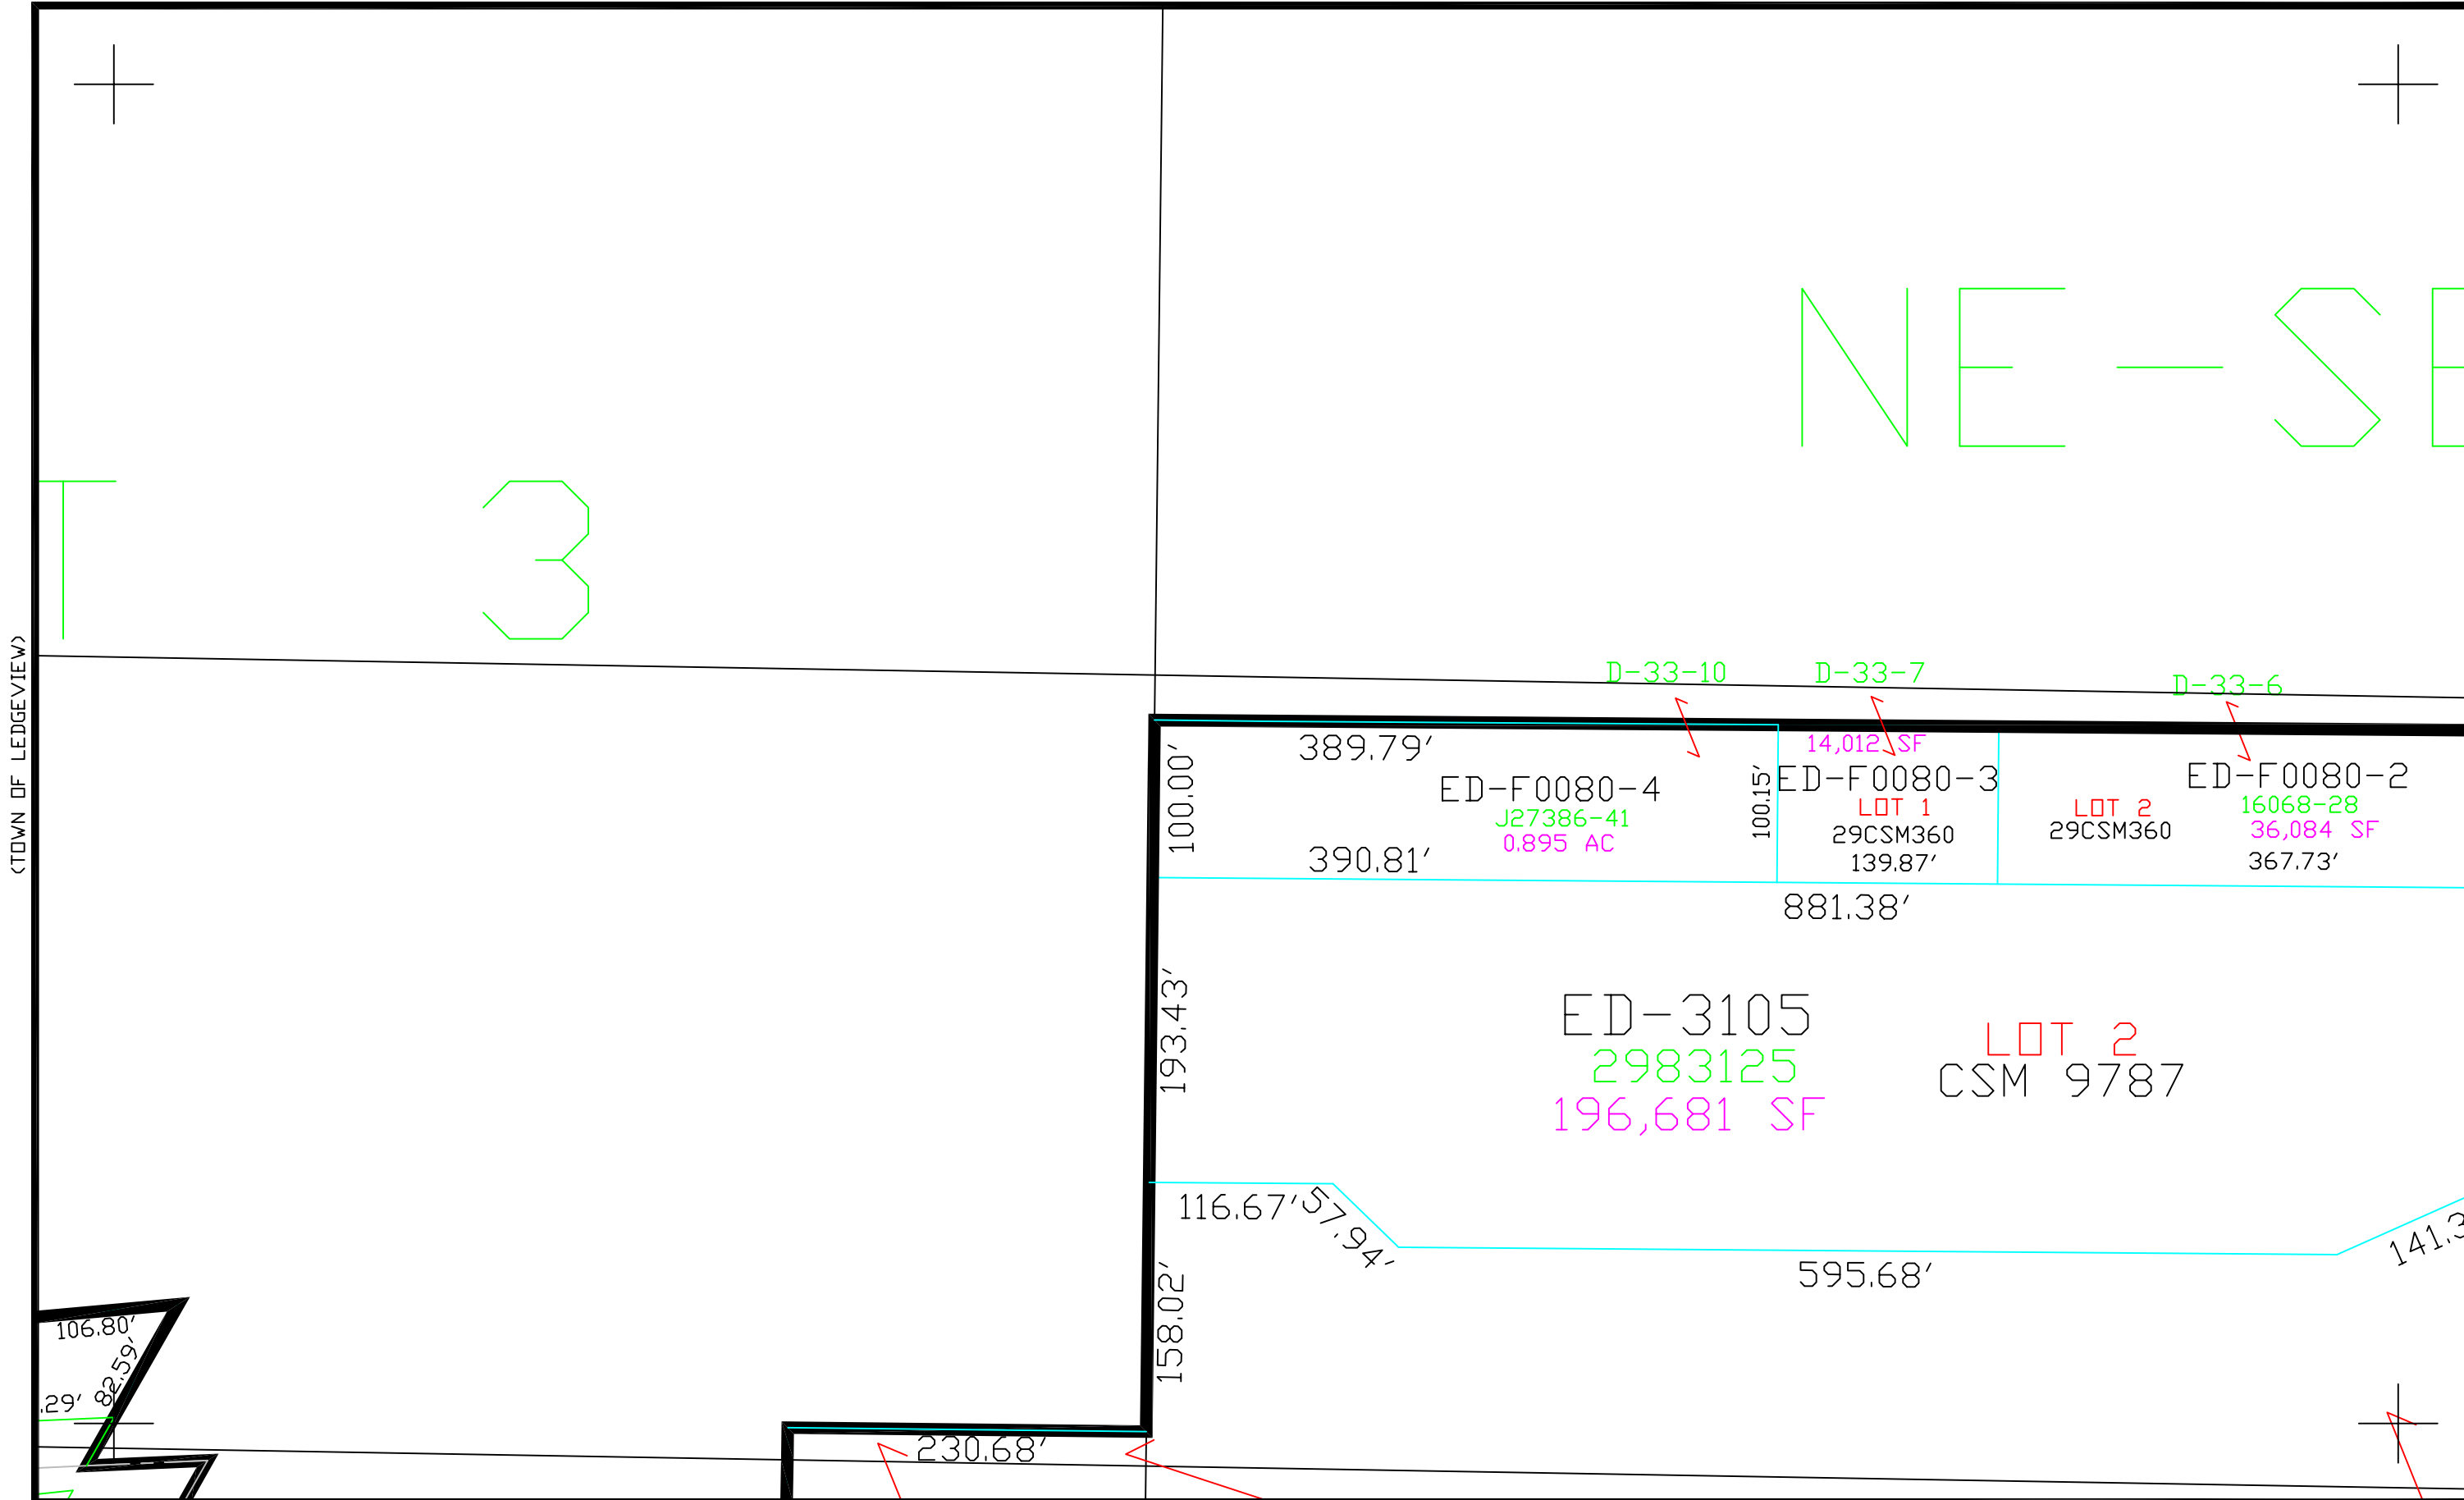 NE-SE
T 3
(TOWN OF LEDGEVIEW)
D-33-10
D-33-7
D-33-6
389.79'
100.00'
ED-F0080-4
J27386-41
0.895 AC
390.81'
100.15'
14,012 SF
ED-F0080-3
LOT 1
29CSM360
139.87'
LOT 2
29CSM360
ED-F0080-2
16068-28
36,084 SF
367.73'
881.38'
193.43'
ED-3105
2983125
196,681 SF
LOT 2
CSM 9787
116.67'
57.94'
595.68'
141.3
158.02'
106.80'
82.59'
.29'
230.68'